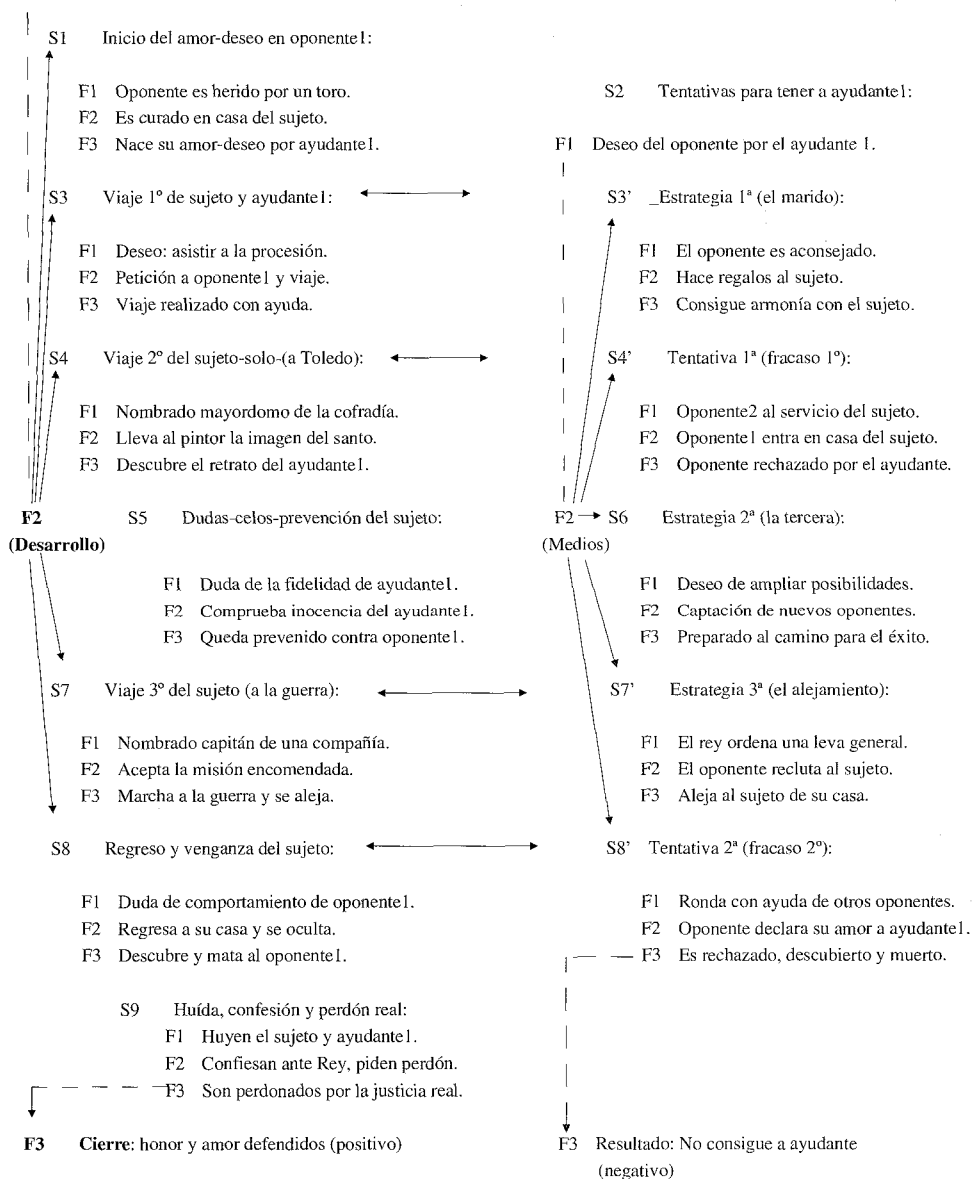 S1 Inicio del amor-deseo en oponente1:
F1 Oponente es herido por un toro.
F2 Es curado en casa del sujeto.
F3 Nace su amor-deseo por ayudante1.
S2 Tentativas para tener a ayudante1:
F1 Deseo del oponente por el ayudante 1.
S3 Viaje 1º de sujeto y ayudante1:
F1 Deseo: asistir a la procesión.
F2 Petición a oponente1 y viaje.
F3 Viaje realizado con ayuda.
S3’ _Estrategia 1ª (el marido):
F1 El oponente es aconsejado.
F2 Hace regalos al sujeto.
F3 Consigue armonía con el sujeto.
S4 Viaje 2º del sujeto-solo-(a Toledo):
F1 Nombrado mayordomo de la cofradía.
F2 Lleva al pintor la imagen del santo.
F3 Descubre el retrato del ayudante1.
S4’ Tentativa 1ª (fracaso 1º):
F1 Oponente2 al servicio del sujeto.
F2 Oponente1 entra en casa del sujeto.
F3 Oponente rechazado por el ayudante.
F2
(Desarrollo)
S5 Dudas-celos-prevención del sujeto:
F1 Duda de la fidelidad de ayudante1.
F2 Comprueba inocencia del ayudante1.
F3 Queda prevenido contra oponente1.
F2
(Medios)
S6 Estrategia 2ª (la tercera):
F1 Deseo de ampliar posibilidades.
F2 Captación de nuevos oponentes.
F3 Preparado al camino para el éxito.
S7 Viaje 3º del sujeto (a la guerra):
F1 Nombrado capitán de una compañía.
F2 Acepta la misión encomendada.
F3 Marcha a la guerra y se aleja.
S7’ Estrategia 3ª (el alejamiento):
F1 El rey ordena una leva general.
F2 El oponente recluta al sujeto.
F3 Aleja al sujeto de su casa.
S8 Regreso y venganza del sujeto:
F1 Duda de comportamiento de oponente1.
F2 Regresa a su casa y se oculta.
F3 Descubre y mata al oponente1.
S8’ Tentativa 2ª (fracaso 2º):
F1 Ronda con ayuda de otros oponentes.
F2 Oponente declara su amor a ayudante1.
F3 Es rechazado, descubierto y muerto.
S9 Huída, confesión y perdón real:
F1 Huyen el sujeto y ayudante1.
F2 Confiesan ante Rey, piden perdón.
F3 Son perdonados por la justicia real.
F3 Cierre: honor y amor defendidos (positivo)
F3 Resultado: No consigue a ayudante
(negativo)